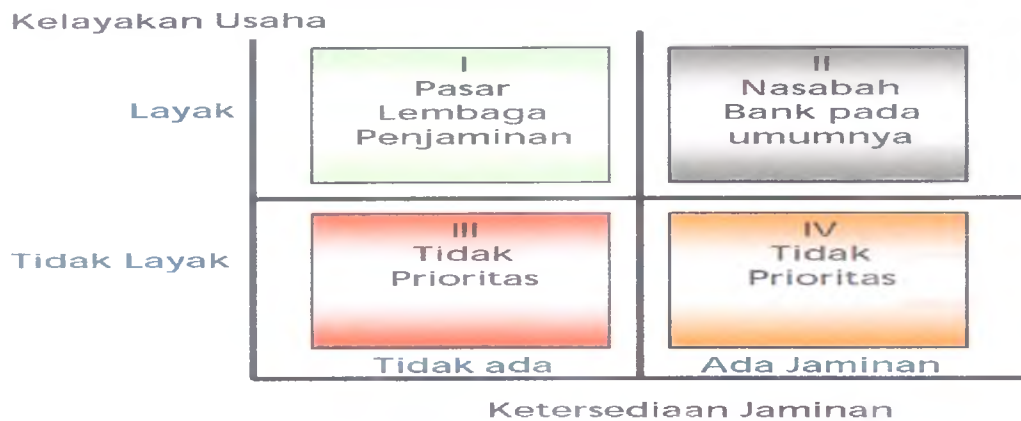 Kelayakan Usaha
Layak
I
Pasar
Lembaga
Penjaminan
II
Nasabah
Bank pada
umumnya
Tidak Layak
III
Tidak
Prioritas
IV
Tidak
Prioritas
Tidak ada
Ada Jaminan
Ketersediaan Jaminan